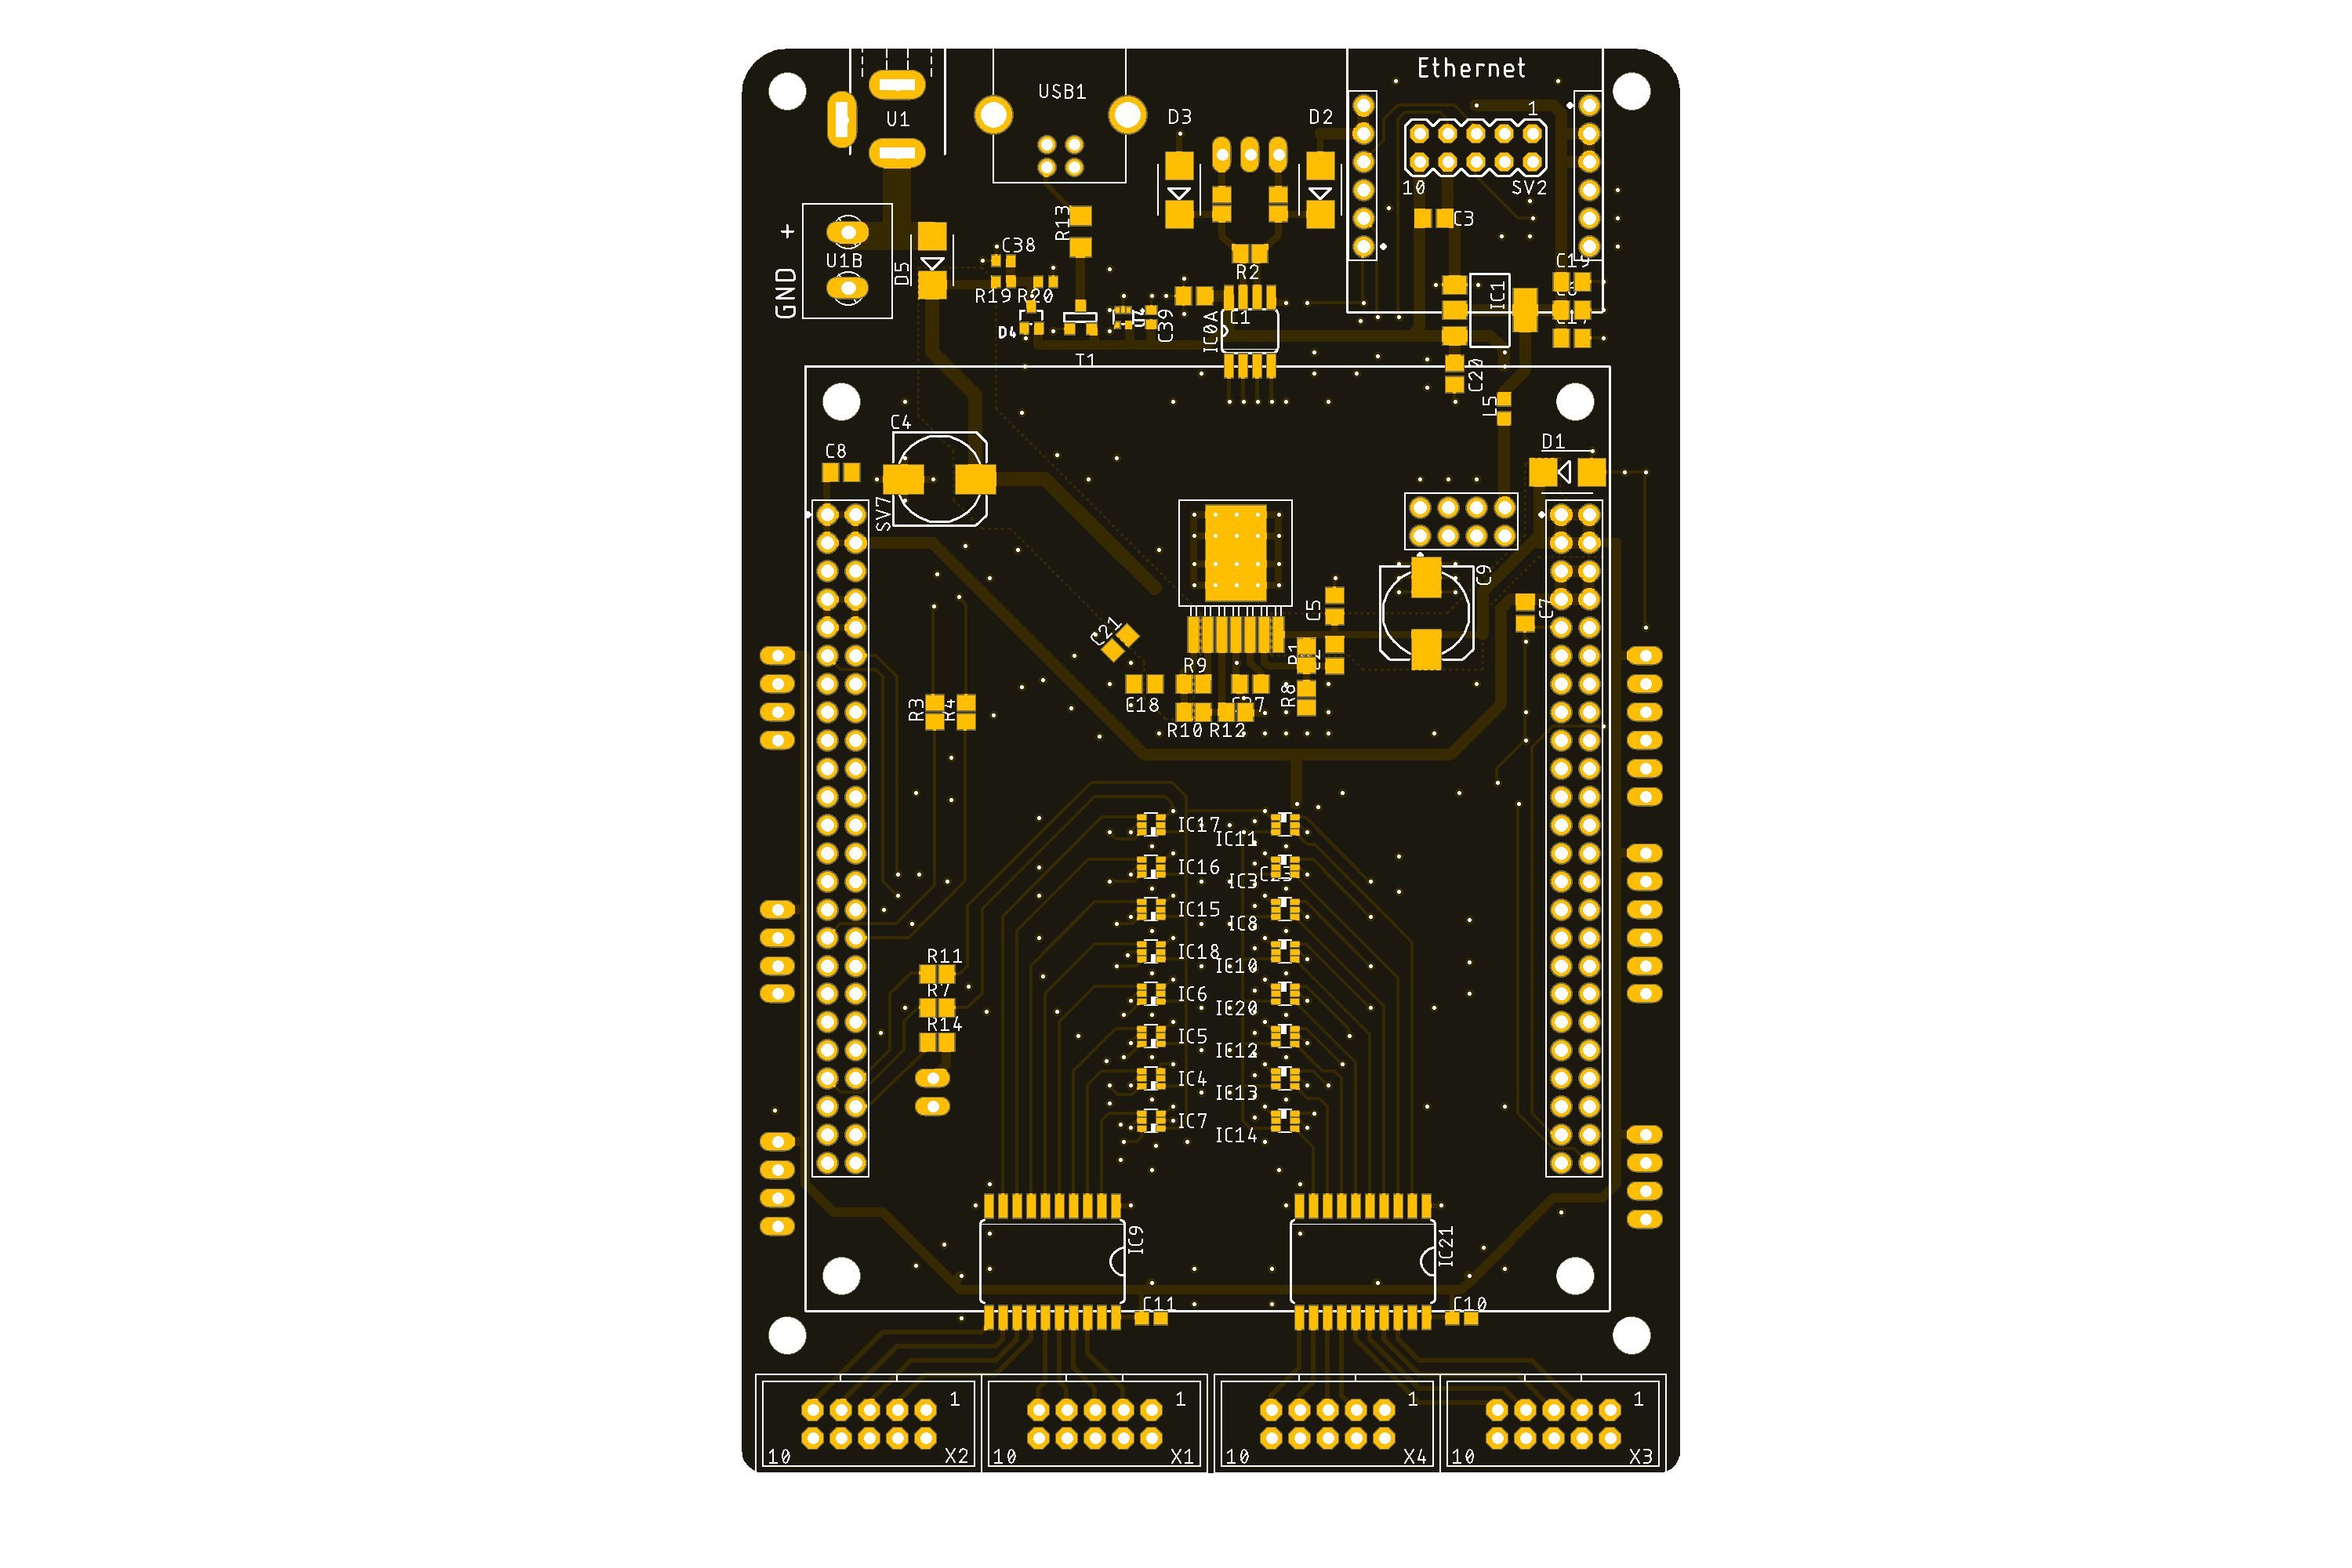 Ethernet
USB1
1
U1
D3
D2
10
SV2
R13
C3
GND +
U1B
D5
C38
R2
C19
R19
R20
IC1
D4
C39
IC0A
C1
C17
T1
C20
L5
C4
D1
C8
SV7
C9
C5
C7
C21
R1
R9
R8
C18
R3
R4
R10
R12
IC17
IC11
IC16
IC3
C23
IC15
IC8
IC18
R11
IC10
R7
IC6
IC20
R14
IC5
IC12
IC4
IC13
IC7
IC14
IC9
IC21
C11
C10
1
1
1
1
10
X2
10
X1
10
X4
10
X3